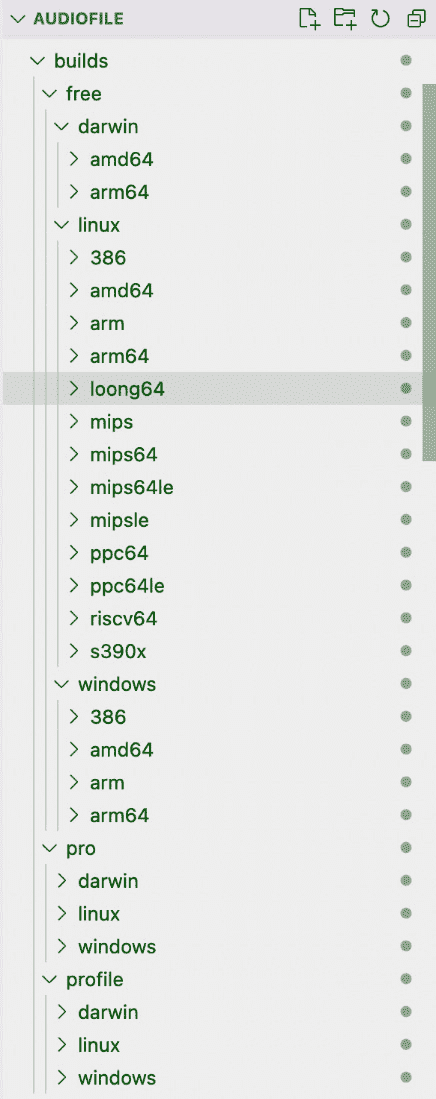 AUDIOFILE
builds
free
darwin
amd64
arm64
linux
386
amd64
arm
arm64
loong64
mips
mips64
mips64le
mipsle
ppc64
ppc64le
riscv64
s390x
windows
386
amd64
arm
arm64
pro
darwin
linux
windows
profile
darwin
linux
windows